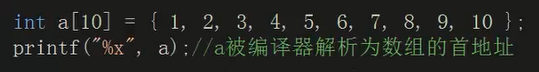 int a[10] = { 1, 2, 3, 4, 5, 6, 7, 8, 9, 10 };
printf("%x", a);//a被编译器解析为数组的首地址